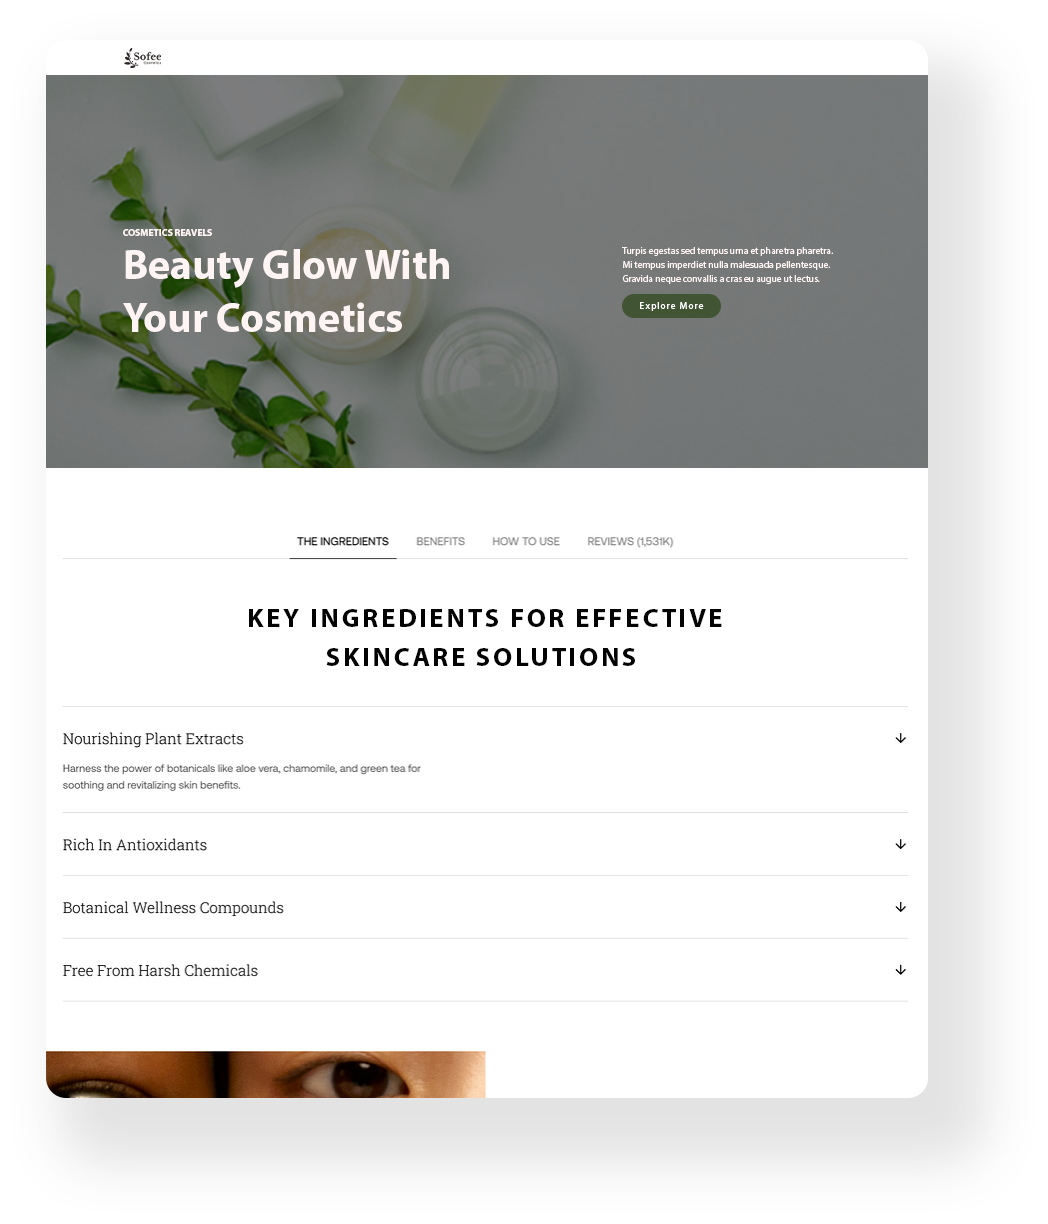 Sofee
Cosmetics
COSMETICS REAVELS
Beauty Glow With
Your Cosmetics
Turpis egestas sed tempus urna et pharetra pharetra.
Mi tempus imperdiet nulla malesuada pellentesque.
Gravida neque convallis a cras eu augue ut lectus.
Explore More
THE INGREDIENTS BENEFITS HOW TO USE REVIEWS (1,531K)
KEY INGREDIENTS FOR EFFECTIVE
SKINCARE SOLUTIONS
Nourishing Plant Extracts
Harness the power of botanicals like aloe vera, chamomile, and green tea for
soothing and revitalizing skin benefits.
Rich In Antioxidants
Botanical Wellness Compounds
Free From Harsh Chemicals